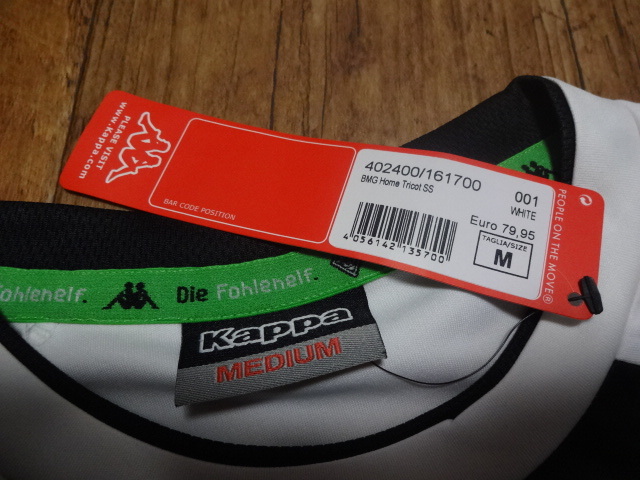 PLEASE VISIT
www.Kappa-com
BAR CODE POSITION
402400/161700
BMG Home Tricot SS
001
WHITE
Euro 79,95
4 056142 135700
TAGLIA/SIZE
M
PEOPLE ON THE MOVE®
Fohlenelf.
Die Fohlenelf.
Kappa
MEDIUM